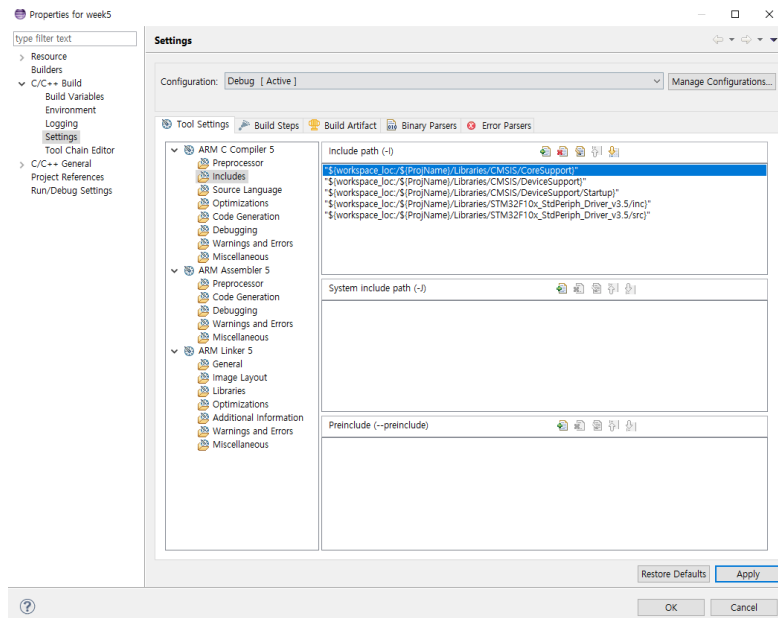 Properties for week5
type filter text
Resource
Builders
C/C++ Build
Build Variables
Environment
Logging
Settings
Tool Chain Editor
C/C++ General
Project References
Run/Debug Settings
Settings
Configuration: Debug [ Active ]
Manage Configurations...
Tool Settings Build Steps Build Artifact Binary Parsers Error Parsers
ARM C Compiler 5
Preprocessor
Includes
Source Language
Optimizations
Code Generation
Debugging
Warnings and Errors
Miscellaneous
ARM Assembler 5
Preprocessor
Code Generation
Debugging
Warnings and Errors
Miscellaneous
ARM Linker 5
General
Image Layout
Libraries
Optimizations
Additional Information
Warnings and Errors
Miscellaneous
Include path (-I)
"${workspace_loc:/${ProjName}/Libraries/CMSIS/CoreSupport}"
"${workspace_loc:/${ProjName}/Libraries/CMSIS/DeviceSupport}"
"${workspace_loc:/${ProjName}/Libraries/CMSIS/DeviceSupport/Startup}"
"${workspace_loc:/${ProjName}/Libraries/STM32F10x_StdPeriph_Driver_v3.5/inc}"
"${workspace_loc:/${ProjName}/Libraries/STM32F10x_StdPeriph_Driver_v3.5/src}"
System include path (-J)
Preinclude (--preinclude)
Restore Defaults
Apply
OK
Cancel